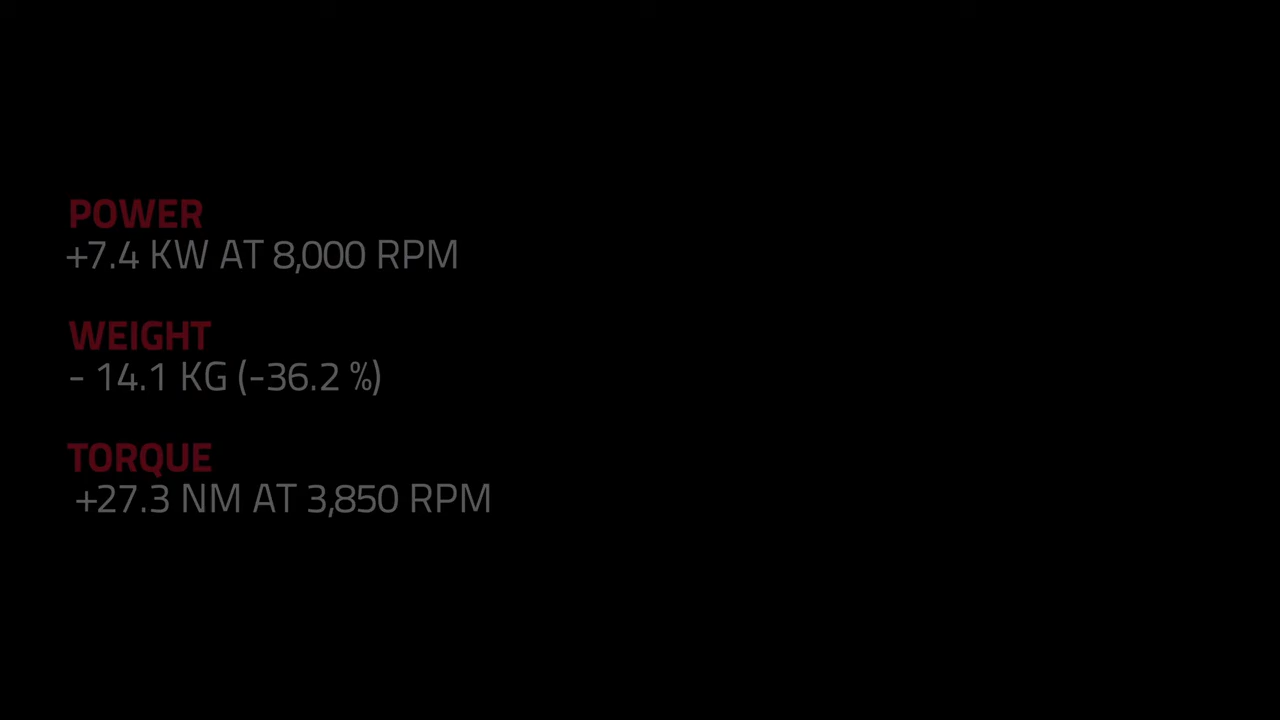 POWER
+7.4 KW AT 8,000 RPM
WEIGHT
- 14.1 KG (-36.2 %)
TORQUE
+27.3 NM AT 3,850 RPM